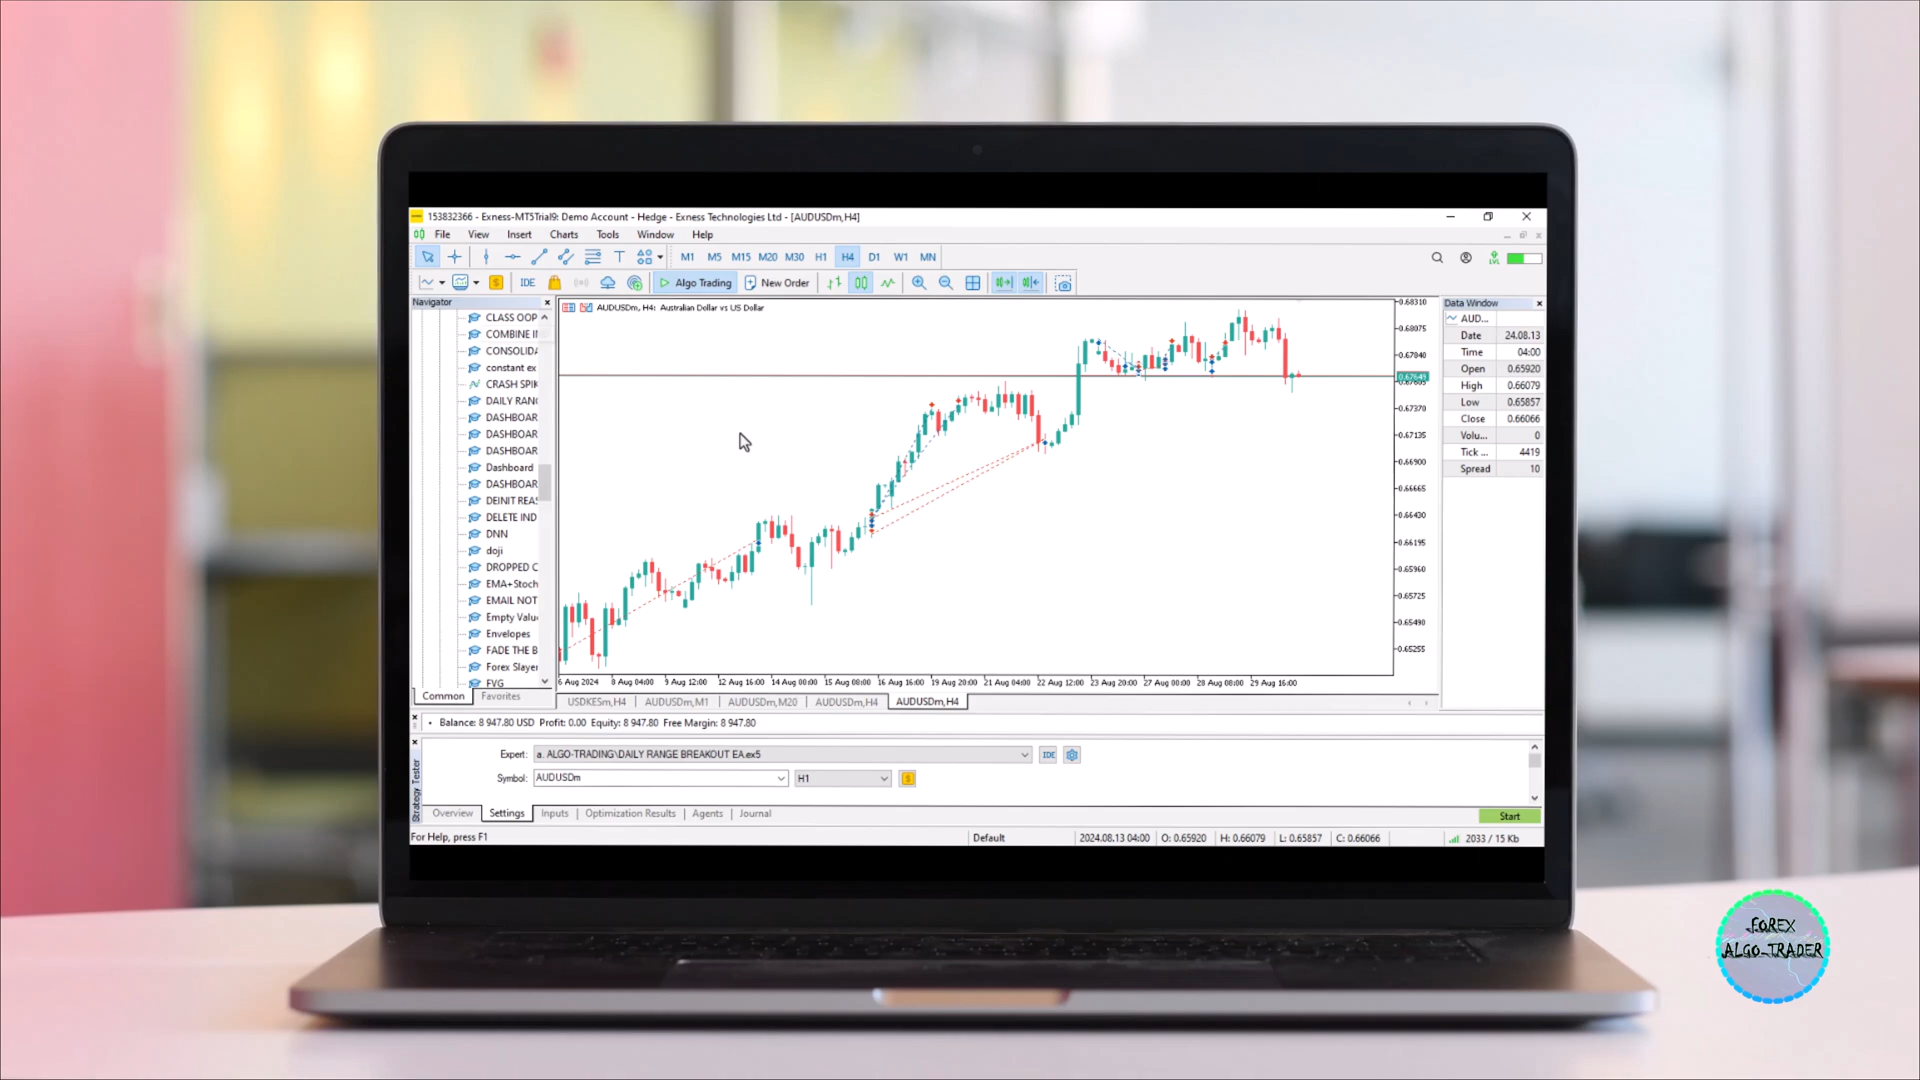 153832366 - Exness-MT5Trial9: Demo Account - Hedge - Exness Technologies Ltd - [AUDUSDm,H4]
File View Insert Charts Tools Window Help
M1 M5 M15 M20 M30 H1 H4 D1 W1 MN
IDE Algo Trading New Order
Navigator
CLASS OOP
COMBINE
CONSOLIDA
constant ex
CRASH SPIK
DAILY RANG
DASHBOAR
DASHBOAR
DASHBOAR
Dashboard
DASHBOAR
DEINIT REAS
DELETE IND
DNN
doji
DROPPED C
EMA+Stoch
EMAIL NOT
Empty Valu
Envelopes
FADE THE B
Forex Slayer
FVG
Common Favorites
AUDUSDm, H4: Australian Dollar vs US Dollar
0.68310
0.68075
0.67840
0.67649
0.67605
0.67370
0.67135
0.66900
0.66665
0.66430
0.66195
0.65960
0.65725
0.65490
0.65255
6 Aug 2024 8 Aug 04:00 9 Aug 12:00 12 Aug 16:00 14 Aug 00:00 15 Aug 08:00 16 Aug 16:00 19 Aug 20:00 21 Aug 04:00 22 Aug 12:00 23 Aug 20:00 27 Aug 00:00 28 Aug 08:00 29 Aug 16:00
USDKESm,H4 AUDUSDm,M1 AUDUSDm,M20 AUDUSDm,H4 AUDUSDm,H4
Data Window
AUD...
Date 24.08.13
Time 04:00
Open 0.65920
High 0.66079
Low 0.65857
Close 0.66066
Volu... 0
Tick ... 4419
Spread 10
Balance: 8 947.80 USD Profit: 0.00 Equity: 8 947.80 Free Margin: 8 947.80
Strategy Tester
Expert: a. ALGO-TRADING\DAILY RANGE BREAKOUT EA.ex5 IDE
Symbol: AUDUSDm H1
Overview Settings Inputs Optimization Results Agents Journal Start
For Help, press F1 Default 2024.08.13 04:00 O: 0.65920 H: 0.66079 L: 0.65857 C: 0.66066 2033 / 15 Kb
FOREX
ALGO-TRADER